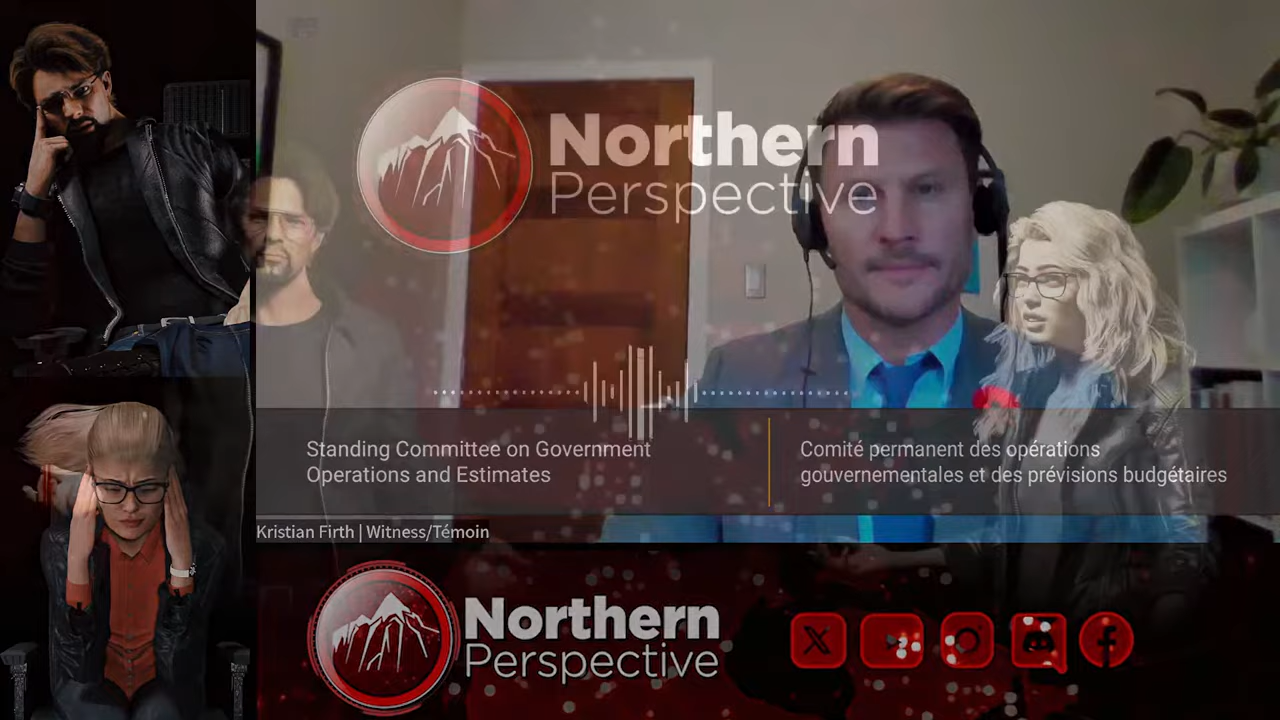 Northern
Perspective
Standing Committee on Government
Operations and Estimates
Comité permanent des opérations
gouvernementales et des prévisions budgétaires
Kristian Firth | Witness/Témoin
Northern
Perspective